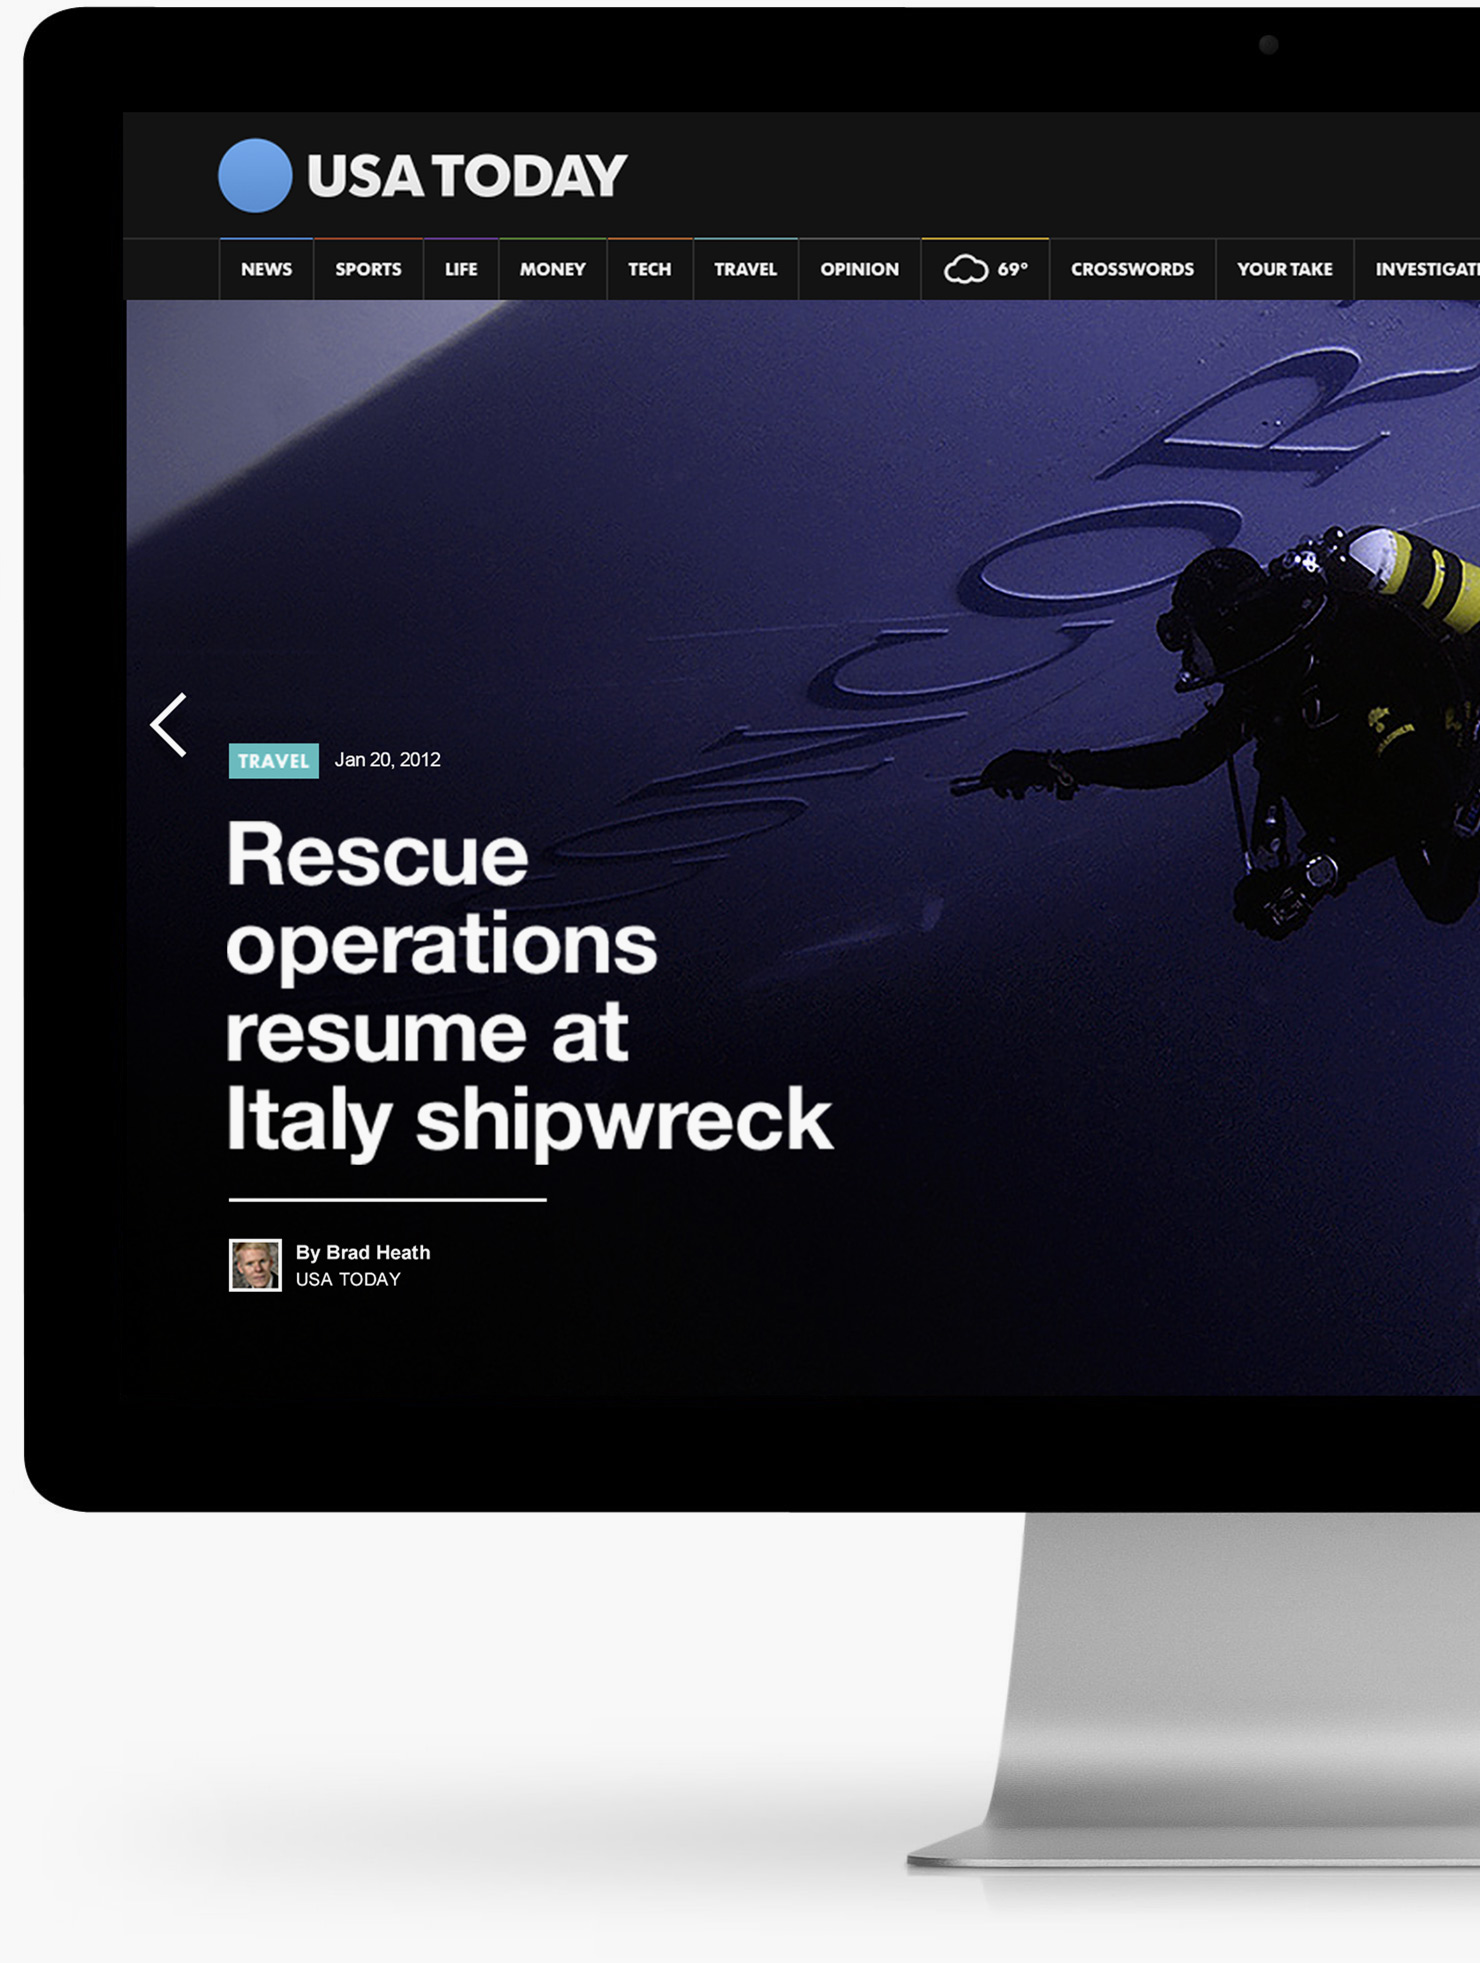 USA TODAY
NEWS
SPORTS
LIFE
MONEY
TECH
TRAVEL
OPINION
69°
CROSSWORDS
YOUR TAKE
TRAVEL
Jan 20, 2012
Rescue
operations
resume at
Italy shipwreck
By Brad Heath
USA TODAY